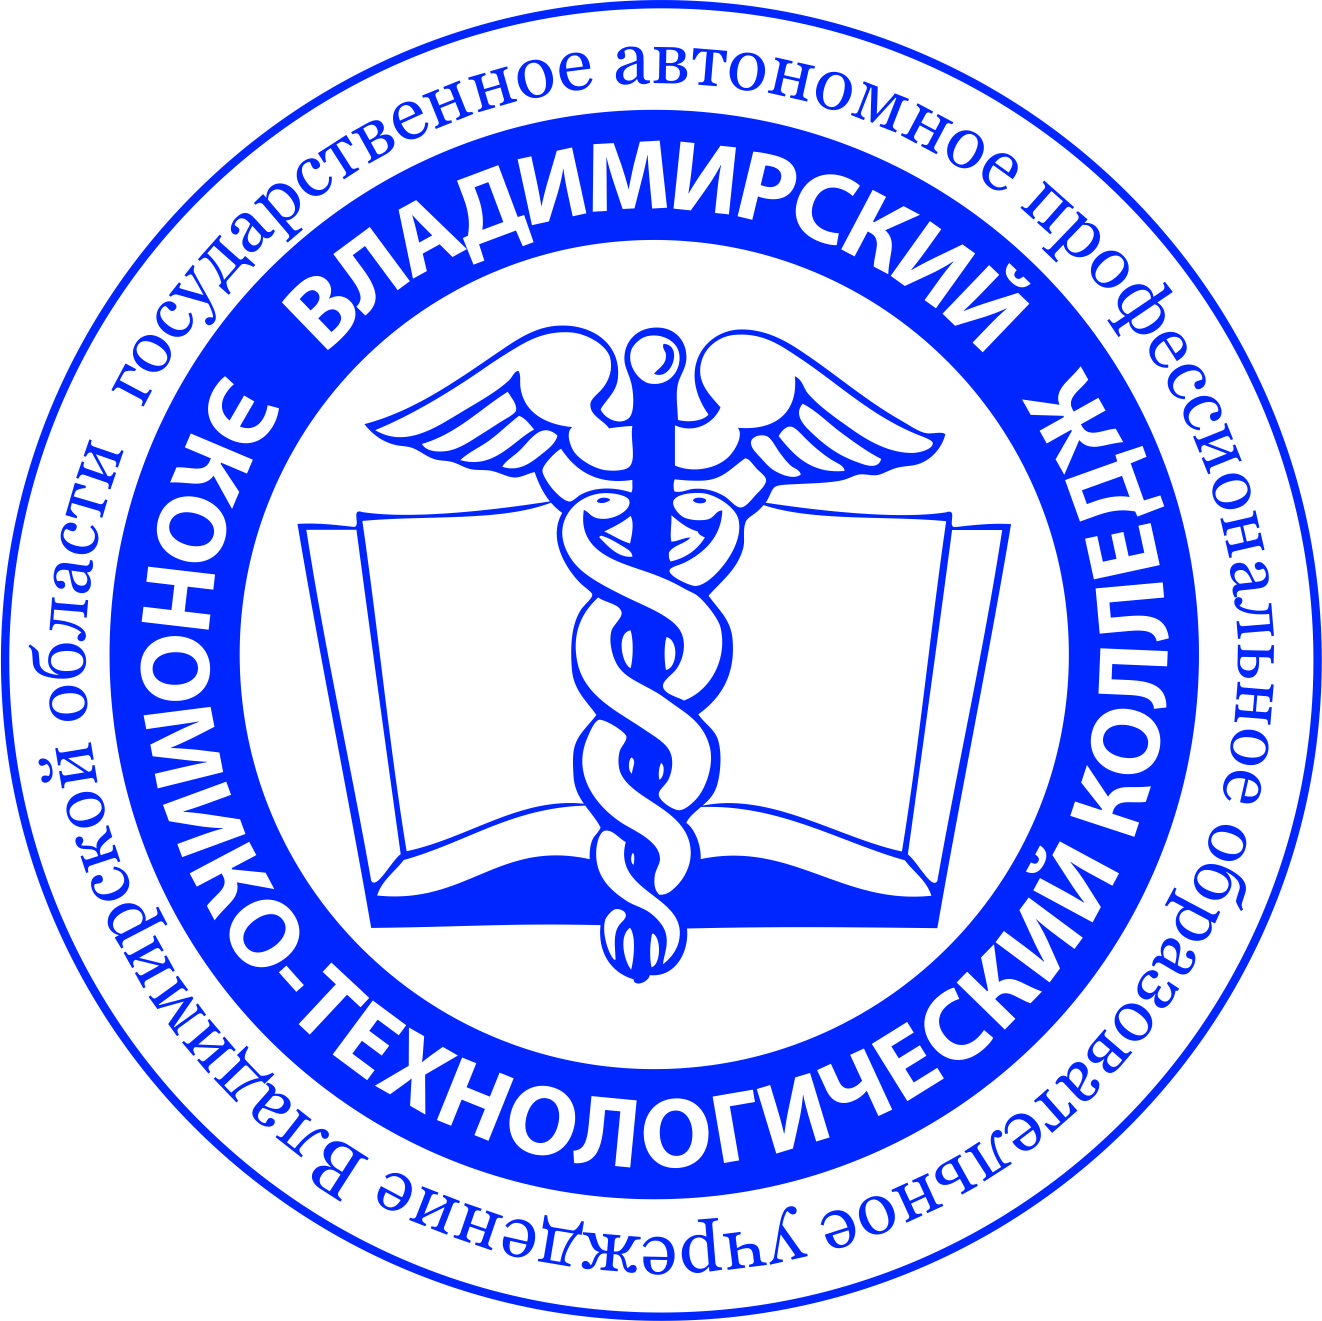 государственное автономное профессиональное образовательное учреждение Владимирской области
ВЛАДИМИРСКИЙ
ЭКОНОМИКО-ТЕХНОЛОГИЧЕСКИЙ КОЛЛЕДЖ